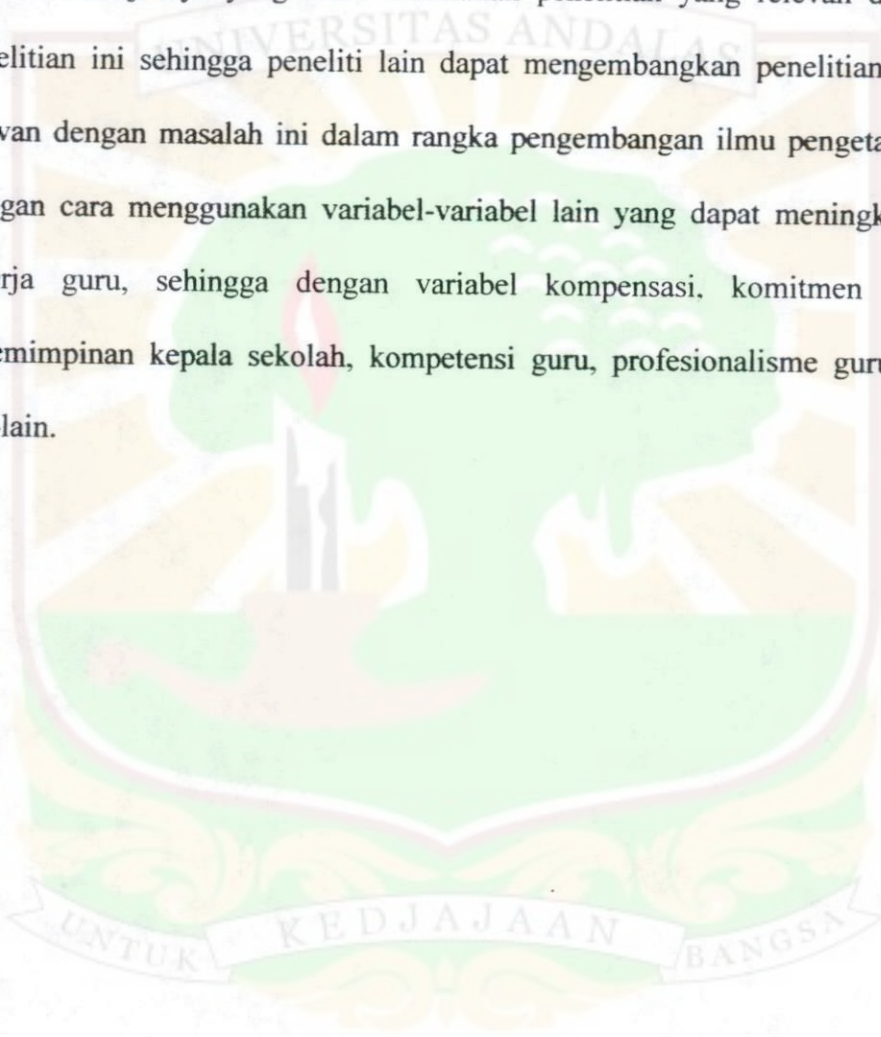 yang relevan
UNIVERSITAS ANDALAS
elitian ini sehingga peneliti lain dapat mengembangkan penelitian
van dengan masalah ini dalam rangka pengembangan ilmu pengeta
gan cara menggunakan variabel-variabel lain yang dapat meningk
rja guru, sehingga dengan variabel kompensasi, komitmen
emimpinan kepala sekolah, kompetensi guru, profesionalisme guru
lain.
UNTUK KEDJAJAAN BANGSA